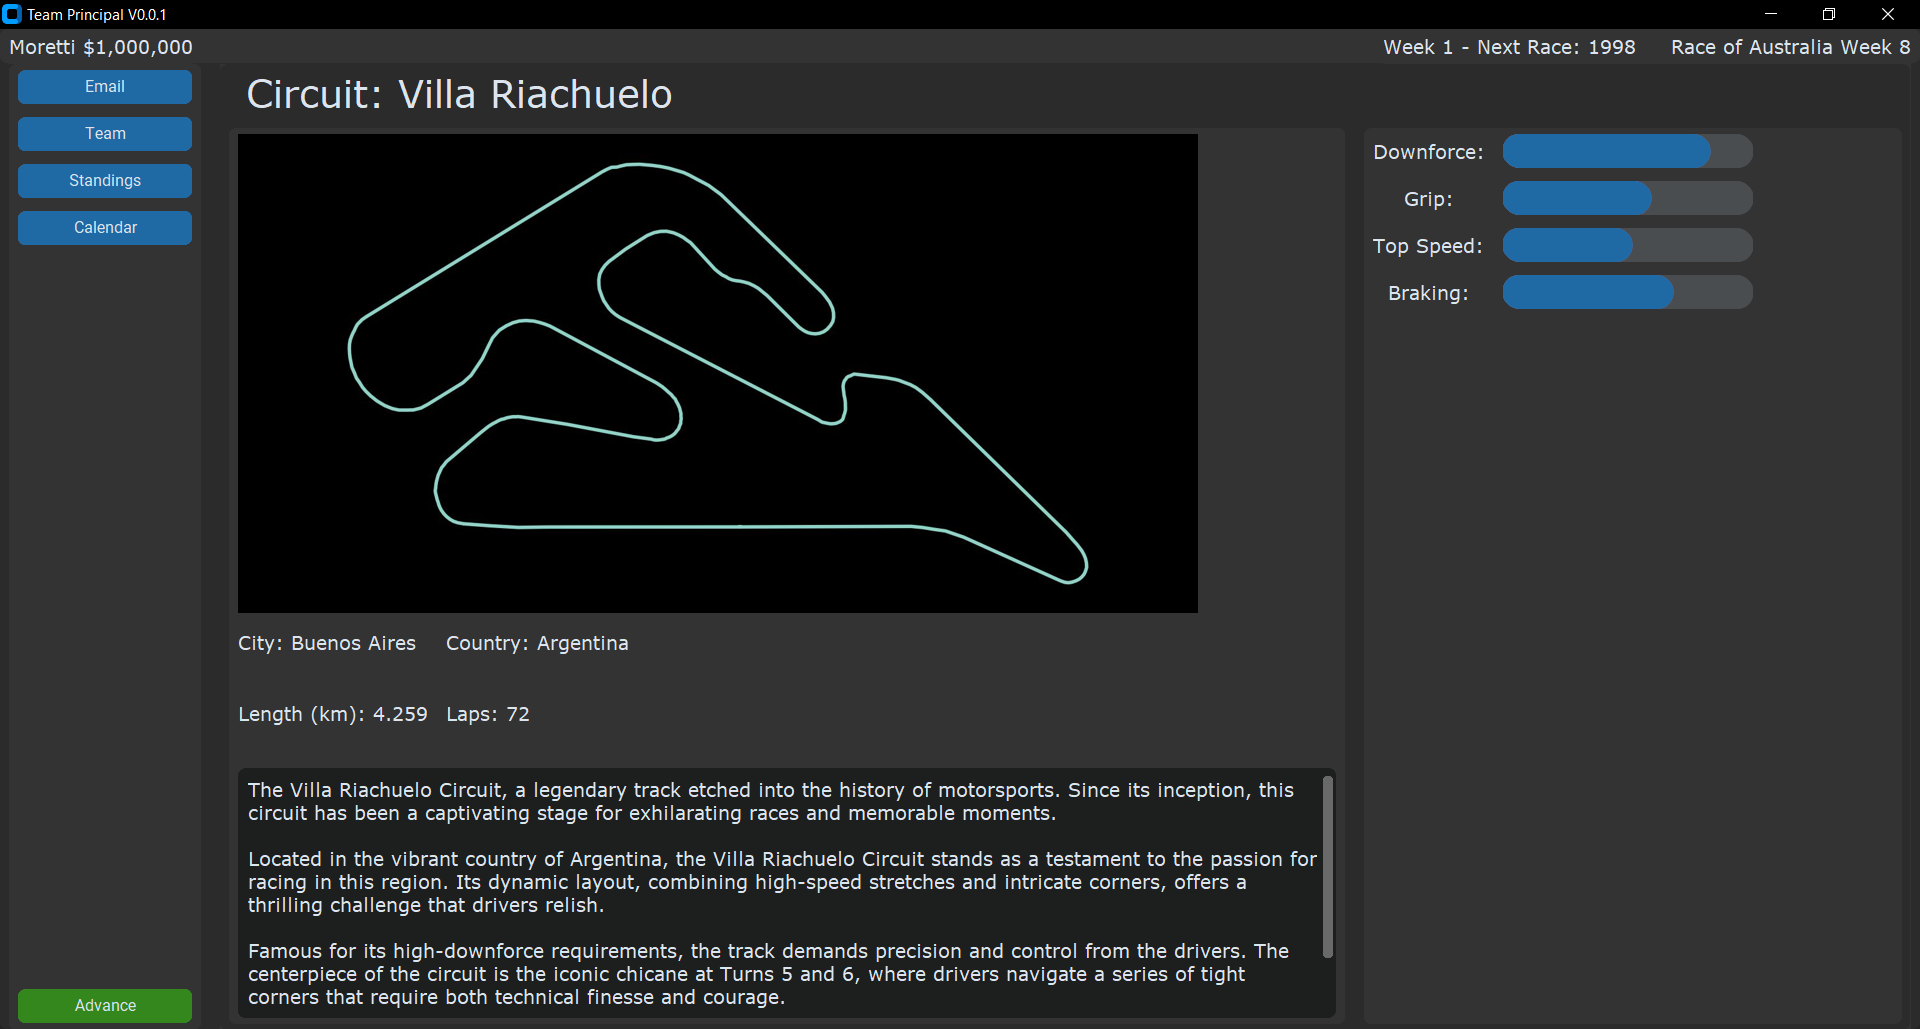 Team Principal V0.0.1
Moretti $1,000,000
Week 1 - Next Race: 1998 Race of Australia Week 8
Email
Team
Standings
Calendar
Advance
Circuit: Villa Riachuelo
City: Buenos Aires Country: Argentina
Length (km): 4.259 Laps: 72
The Villa Riachuelo Circuit, a legendary track etched into the history of motorsports. Since its inception, this
circuit has been a captivating stage for exhilarating races and memorable moments.
Located in the vibrant country of Argentina, the Villa Riachuelo Circuit stands as a testament to the passion for
racing in this region. Its dynamic layout, combining high-speed stretches and intricate corners, offers a
thrilling challenge that drivers relish.
Famous for its high-downforce requirements, the track demands precision and control from the drivers. The
centerpiece of the circuit is the iconic chicane at Turns 5 and 6, where drivers navigate a series of tight
corners that require both technical finesse and courage.
Downforce:
Grip:
Top Speed:
Braking: